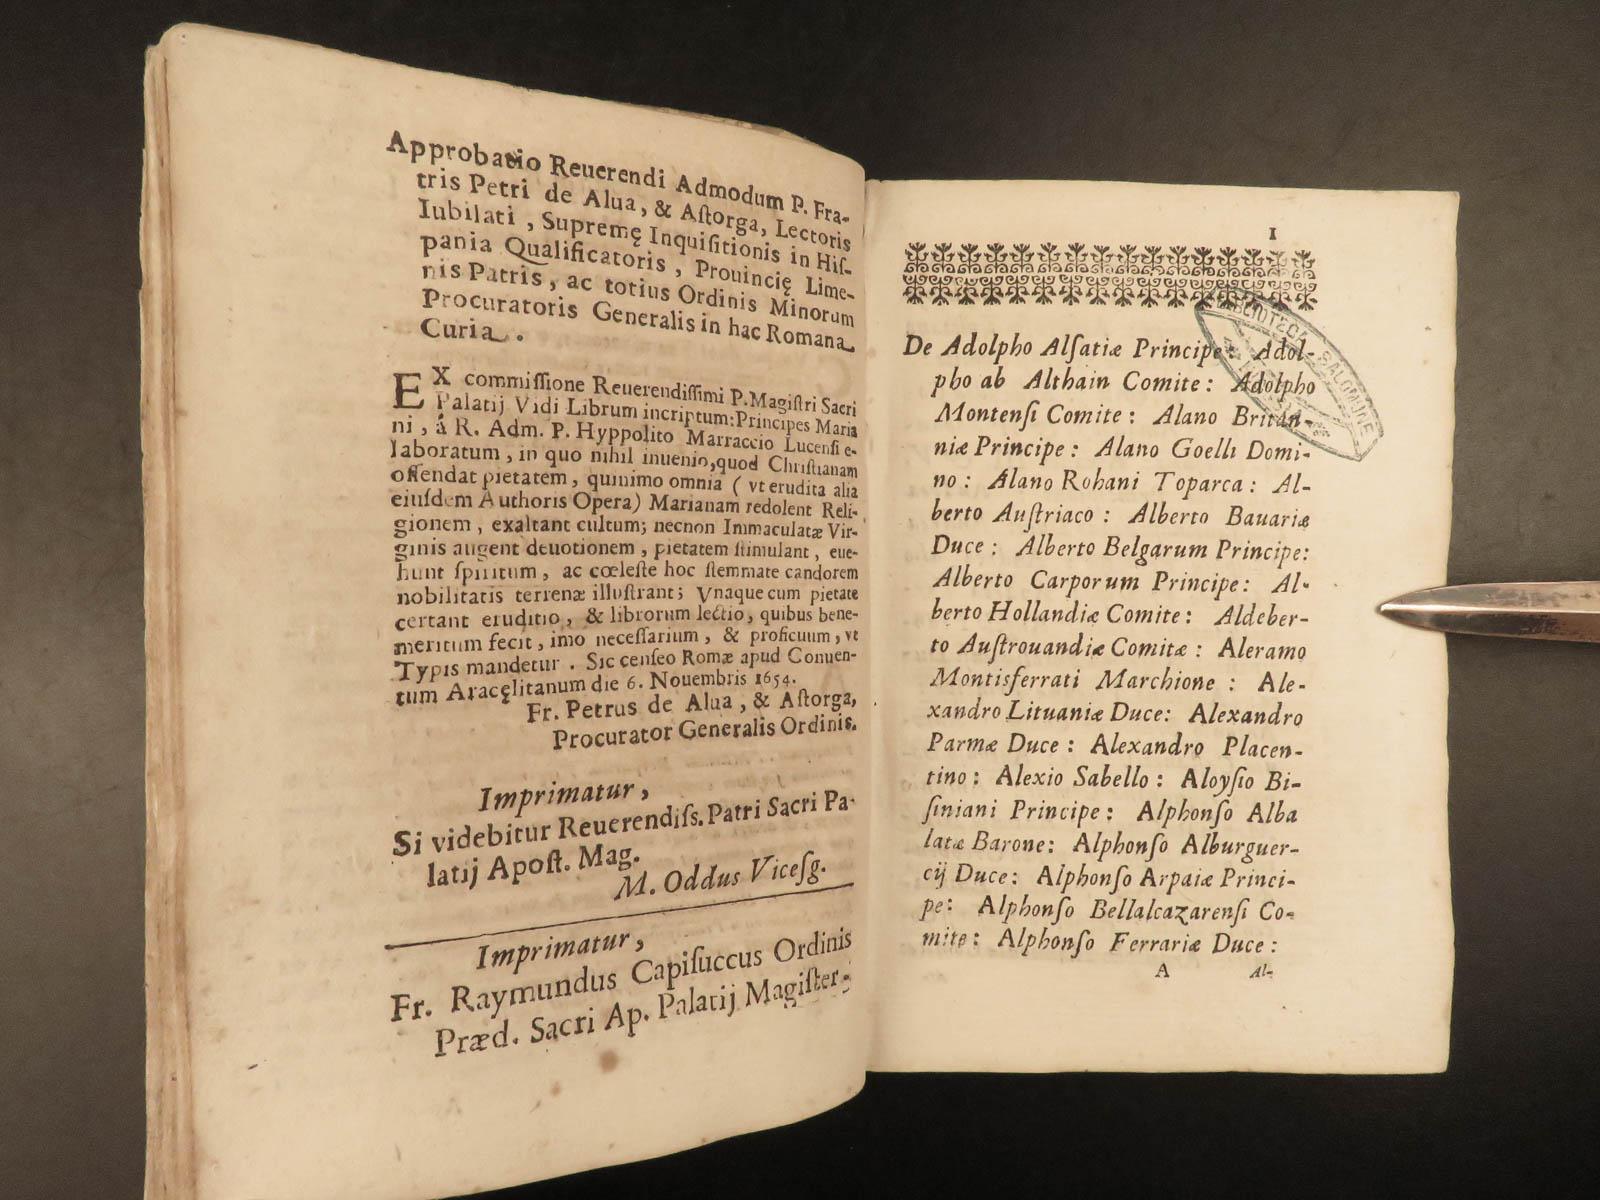 Approbatio Reuerendi Admodum P. Fra-
tris Petri de Alua, & Aſtorga, Lectoris
Iubilati, Supremę Inquiſitionis in Hiſ-
pania Qualificatoris, Prouincię Lime-
nis Patris, ac totius Ordinis Minorum
Procuratoris Generalis in hac Romana
Curia.
EX commiſſione Reuerendiſſimi P. Magiſtri Sacri
Palatij Vidi Librum inſcriptum: Principes Maria
ni, á R. Adm. P. Hyppolito Marraccio Lucenſi e-
laboratum, in quo nihil inuenio, quod Chriſtianam
offendat pietatem, quinimo omnia (vt erudita alia
eiuſdem Authoris Opera) Marianam redolent Reli-
gionem, exaltant cultum; necnon Immaculatæ Vir-
ginis augent deuotionem, pietatem ſtimulant, eue-
hunt ſpiritum, ac cœleſte hoc ſtemmate candorem
nobilitatis terrenæ illuſtrant; Vnaque cum pietate
certant eruditio, & librorum lectio, quibus bene-
meritum fecit, imo neceſſarium, & proficuum, vt
Typis mandetur. Sic cenſeo Romæ apud Conuen-
tum Aracęlitanum die 6. Nouembris 1654.
Fr. Petrus de Alua, & Aſtorga,
Procurator Generalis Ordinis.
Imprimatur,
Si videbitur Reuerendiſs. Patri Sacri Pa-
latij Apoſt. Mag.
M. Oddus Viceſg.
Imprimatur,
Fr. Raymundus Capiſuccus Ordinis
Præd. Sacri Ap. Palatij Magiſter.
1
De Adolpho Alſatiæ Principe: Adol-
pho ab Althain Comite: Adolpho
Montenſi Comite: Alano Britan-
niæ Principe: Alano Goelli Domi-
no: Alano Rohani Toparca: Al-
berto Auſtriaco: Alberto Bauariæ
Duce: Alberto Belgarum Principe:
Alberto Carporum Principe: Al-
berto Hollandiæ Comite: Aldeber-
to Auſtrouandiæ Comitæ: Aleramo
Montisferrati Marchione: Ale-
xandro Lituaniæ Duce: Alexandro
Parmæ Duce: Alexandro Placen-
tino: Alexio Sabello: Aloyſio Bi-
ſiniani Principe: Alphonſo Alba
latæ Barone: Alphonſo Alburguer-
cij Duce: Alphonſo Arpaiæ Princi-
pe: Alphonſo Bellalcazarenſi Co-
mite: Alphonſo Ferrariæ Duce:
A Al-
BIBLIOTECA SALOMONE